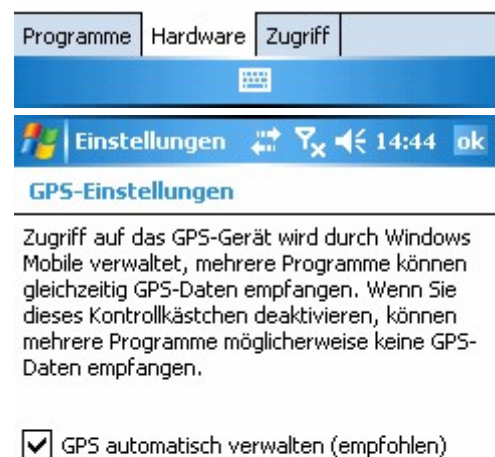 Programme Hardware Zugriff
Einstellungen 14:44 ok
GPS-Einstellungen
Zugriff auf das GPS-Gerät wird durch Windows
Mobile verwaltet, mehrere Programme können
gleichzeitig GPS-Daten empfangen. Wenn Sie
dieses Kontrollkästchen deaktivieren, können
mehrere Programme möglicherweise keine GPS-
Daten empfangen.
GPS automatisch verwalten (empfohlen)